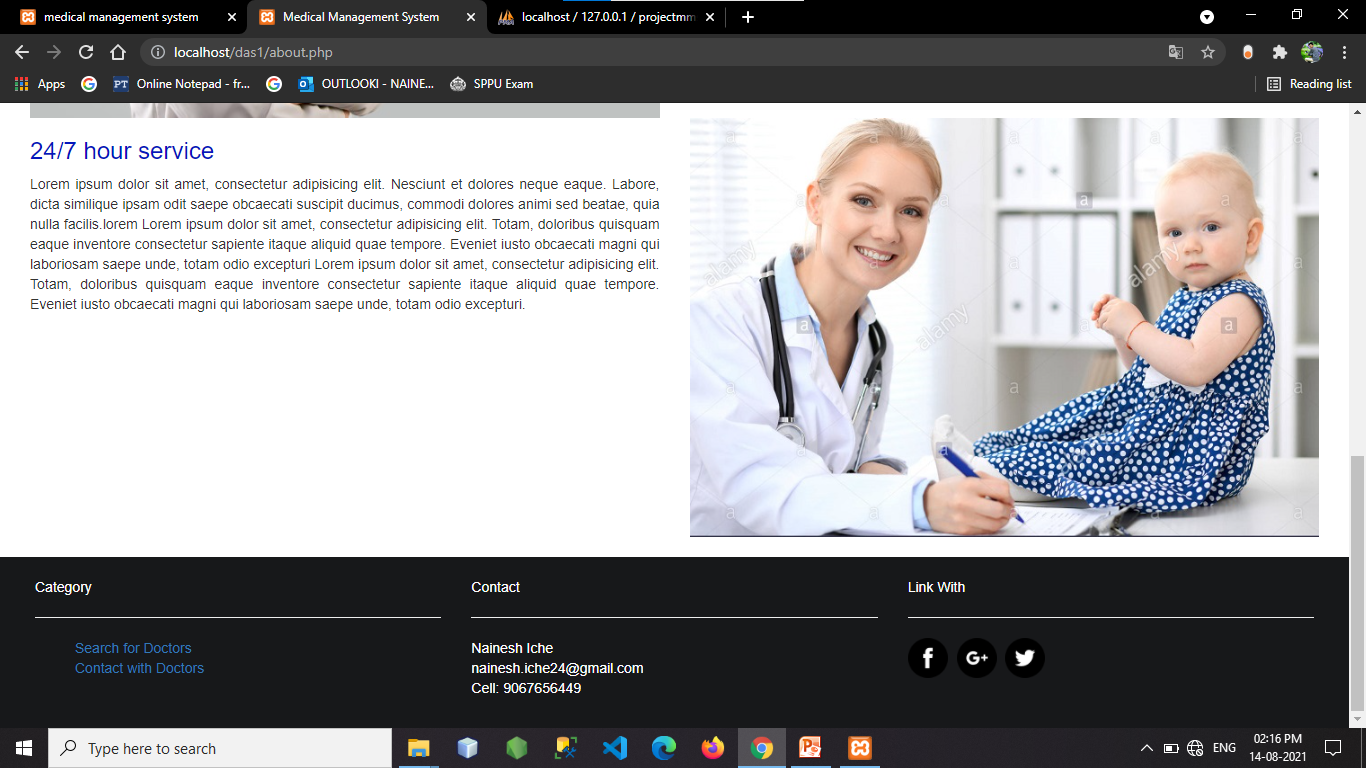 medical management system
Medical Management System
localhost / 127.0.0.1 / projectmm
localhost/das1/about.php
Apps
PT
Online Notepad - fr...
OUTLOOKI - NAINE...
SPPU Exam
Reading list
24/7 hour service
Lorem ipsum dolor sit amet, consectetur adipisicing elit. Nesciunt et dolores neque eaque. Labore,
dicta similique ipsam odit saepe obcaecati suscipit ducimus, commodi dolores animi sed beatae, quia
nulla facilis.lorem Lorem ipsum dolor sit amet, consectetur adipisicing elit. Totam, doloribus quisquam
eaque inventore consectetur sapiente itaque aliquid quae tempore. Eveniet iusto obcaecati magni qui
laboriosam saepe unde, totam odio excepturi Lorem ipsum dolor sit amet, consectetur adipisicing elit.
Totam, doloribus quisquam eaque inventore consectetur sapiente itaque aliquid quae tempore.
Eveniet iusto obcaecati magni qui laboriosam saepe unde, totam odio excepturi.
alamy
alamy
alamy
alamy
Category
Search for Doctors
Contact with Doctors
Contact
Nainesh Iche
nainesh.iche24@gmail.com
Cell: 9067656449
Link With
f
G+
Type here to search
ENG
02:16 PM
14-08-2021